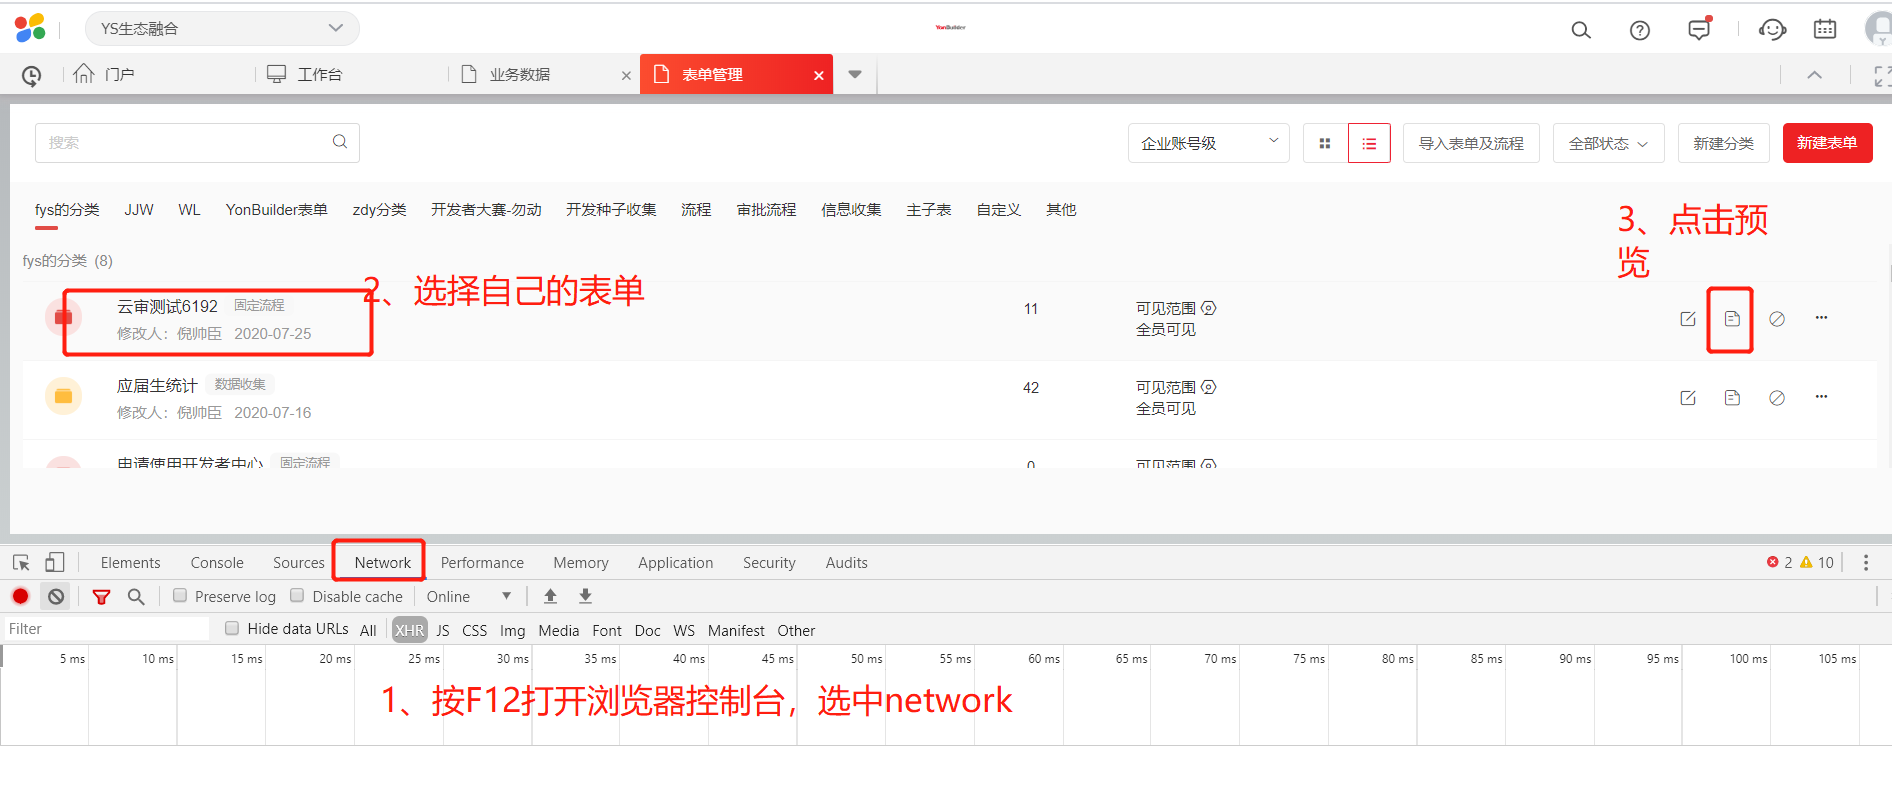 YS生态融合
YonBuilder
门户
工作台
业务数据
表单管理
搜索
企业账号级
导入表单及流程
全部状态
新建分类
新建表单
fys的分类 JJW WL YonBuilder表单 zdy分类 开发者大赛-勿动 开发种子收集 流程 审批流程 信息收集 主子表 自定义 其他
3、点击预
览
fys的分类 (8)
2、选择自己的表单
云审测试6192 固定流程
修改人：倪帅臣 2020-07-25
11
可见范围
全员可见
应届生统计 数据收集
修改人：倪帅臣 2020-07-16
42
可见范围
全员可见
申请使用开发者中心 固定流程
0
可见范围
Elements Console Sources Network Performance Memory Application Security Audits
2 10
Preserve log Disable cache Online
Filter
Hide data URLs All XHR JS CSS Img Media Font Doc WS Manifest Other
5 ms 10 ms 15 ms 20 ms 25 ms 30 ms 35 ms 40 ms 45 ms 50 ms 55 ms 60 ms 65 ms 70 ms 75 ms 80 ms 85 ms 90 ms 95 ms 100 ms 105 ms
1、按F12打开浏览器控制台，选中network